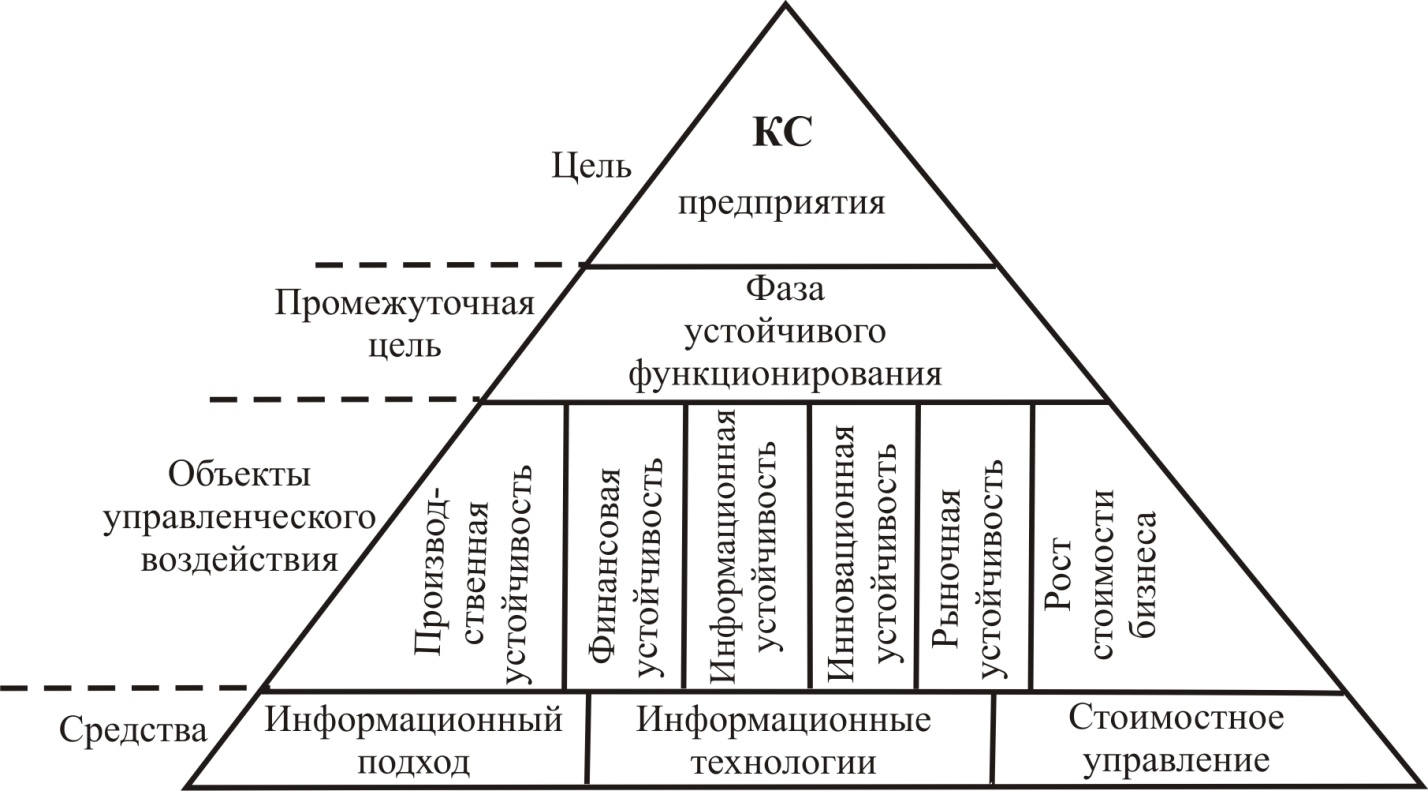 КС
Цель
предприятия
Промежуточная
цель
Фаза
устойчивого
функционирования
Объекты
управленческого
воздействия
Производ-
ственная
устойчивость
Финансовая
устойчивость
Информационная
устойчивость
Инновационная
устойчивость
Рыночная
устойчивость
Рост
стоимости
бизнеса
Средства
Информационный
подход
Информационные
технологии
Стоимостное
управление